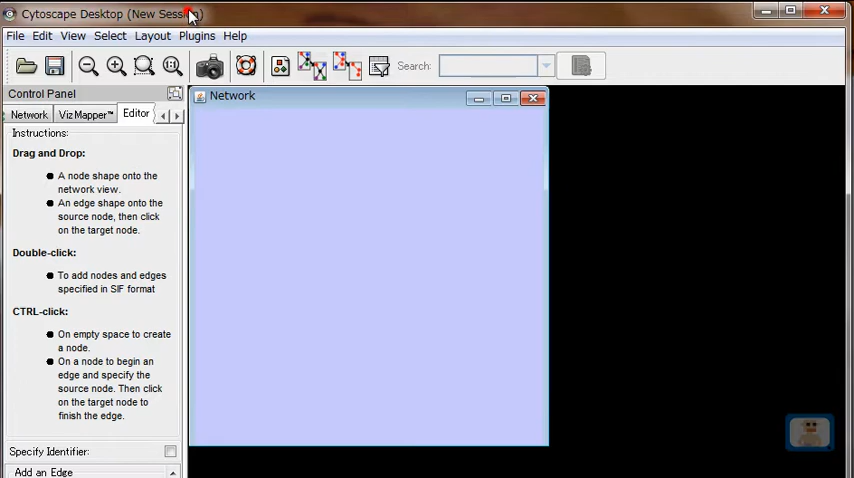 Cytoscape Desktop (New Session)
File Edit View Select Layout Plugins Help
Search:
Control Panel
Network VizMapper™ Editor
Network
Instructions:
Drag and Drop:
A node shape onto the
network view.
An edge shape onto the
source node, then click
on the target node.
Double-click:
To add nodes and edges
specified in SIF format
CTRL-click:
On empty space to create
a node.
On a node to begin an
edge and specify the
source node. Then click
on the target node to
finish the edge.
Specify Identifier:
Add an Edge